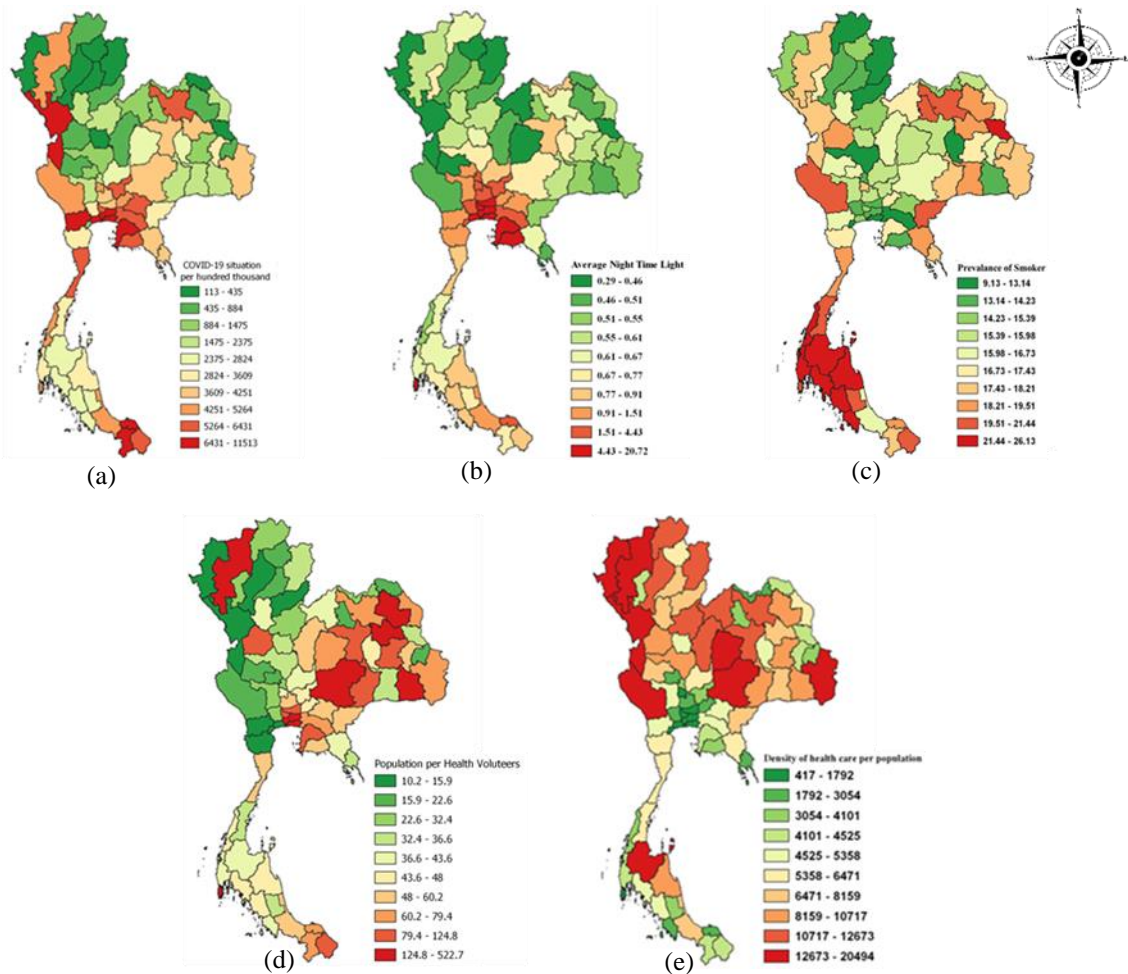 N
W
E
S
COVID-19 situation
per hundred thousand
113 - 435
435 - 884
884 - 1475
1475 - 2375
2375 - 2824
2824 - 3609
3609 - 4251
4251 - 5264
5264 - 6431
6431 - 11513
(a)
Average Night Time Light
0.29 - 0.46
0.46 - 0.51
0.51 - 0.55
0.55 - 0.61
0.61 - 0.67
0.67 - 0.77
0.77 - 0.91
0.91 - 1.51
1.51 - 4.43
4.43 - 20.72
(b)
Prevalance of Smoker
9.13 - 13.14
13.14 - 14.23
14.23 - 15.39
15.39 - 15.98
15.98 - 16.73
16.73 - 17.43
17.43 - 18.21
18.21 - 19.51
19.51 - 21.44
21.44 - 26.13
(c)
Population per Health Voluteers
10.2 - 15.9
15.9 - 22.6
22.6 - 32.4
32.4 - 36.6
36.6 - 43.6
43.6 - 48
48 - 60.2
60.2 - 79.4
79.4 - 124.8
124.8 - 522.7
(d)
Density of health care per population
417 - 1792
1792 - 3054
3054 - 4101
4101 - 4525
4525 - 5358
5358 - 6471
6471 - 8159
8159 - 10717
10717 - 12673
12673 - 20494
(e)